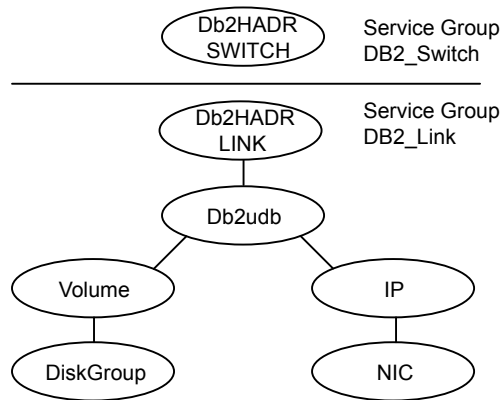 Db2HADR
SWITCH
Service Group
DB2_Switch
Service Group
DB2_Link
Db2HADR
LINK
Db2udb
Volume
IP
DiskGroup
NIC